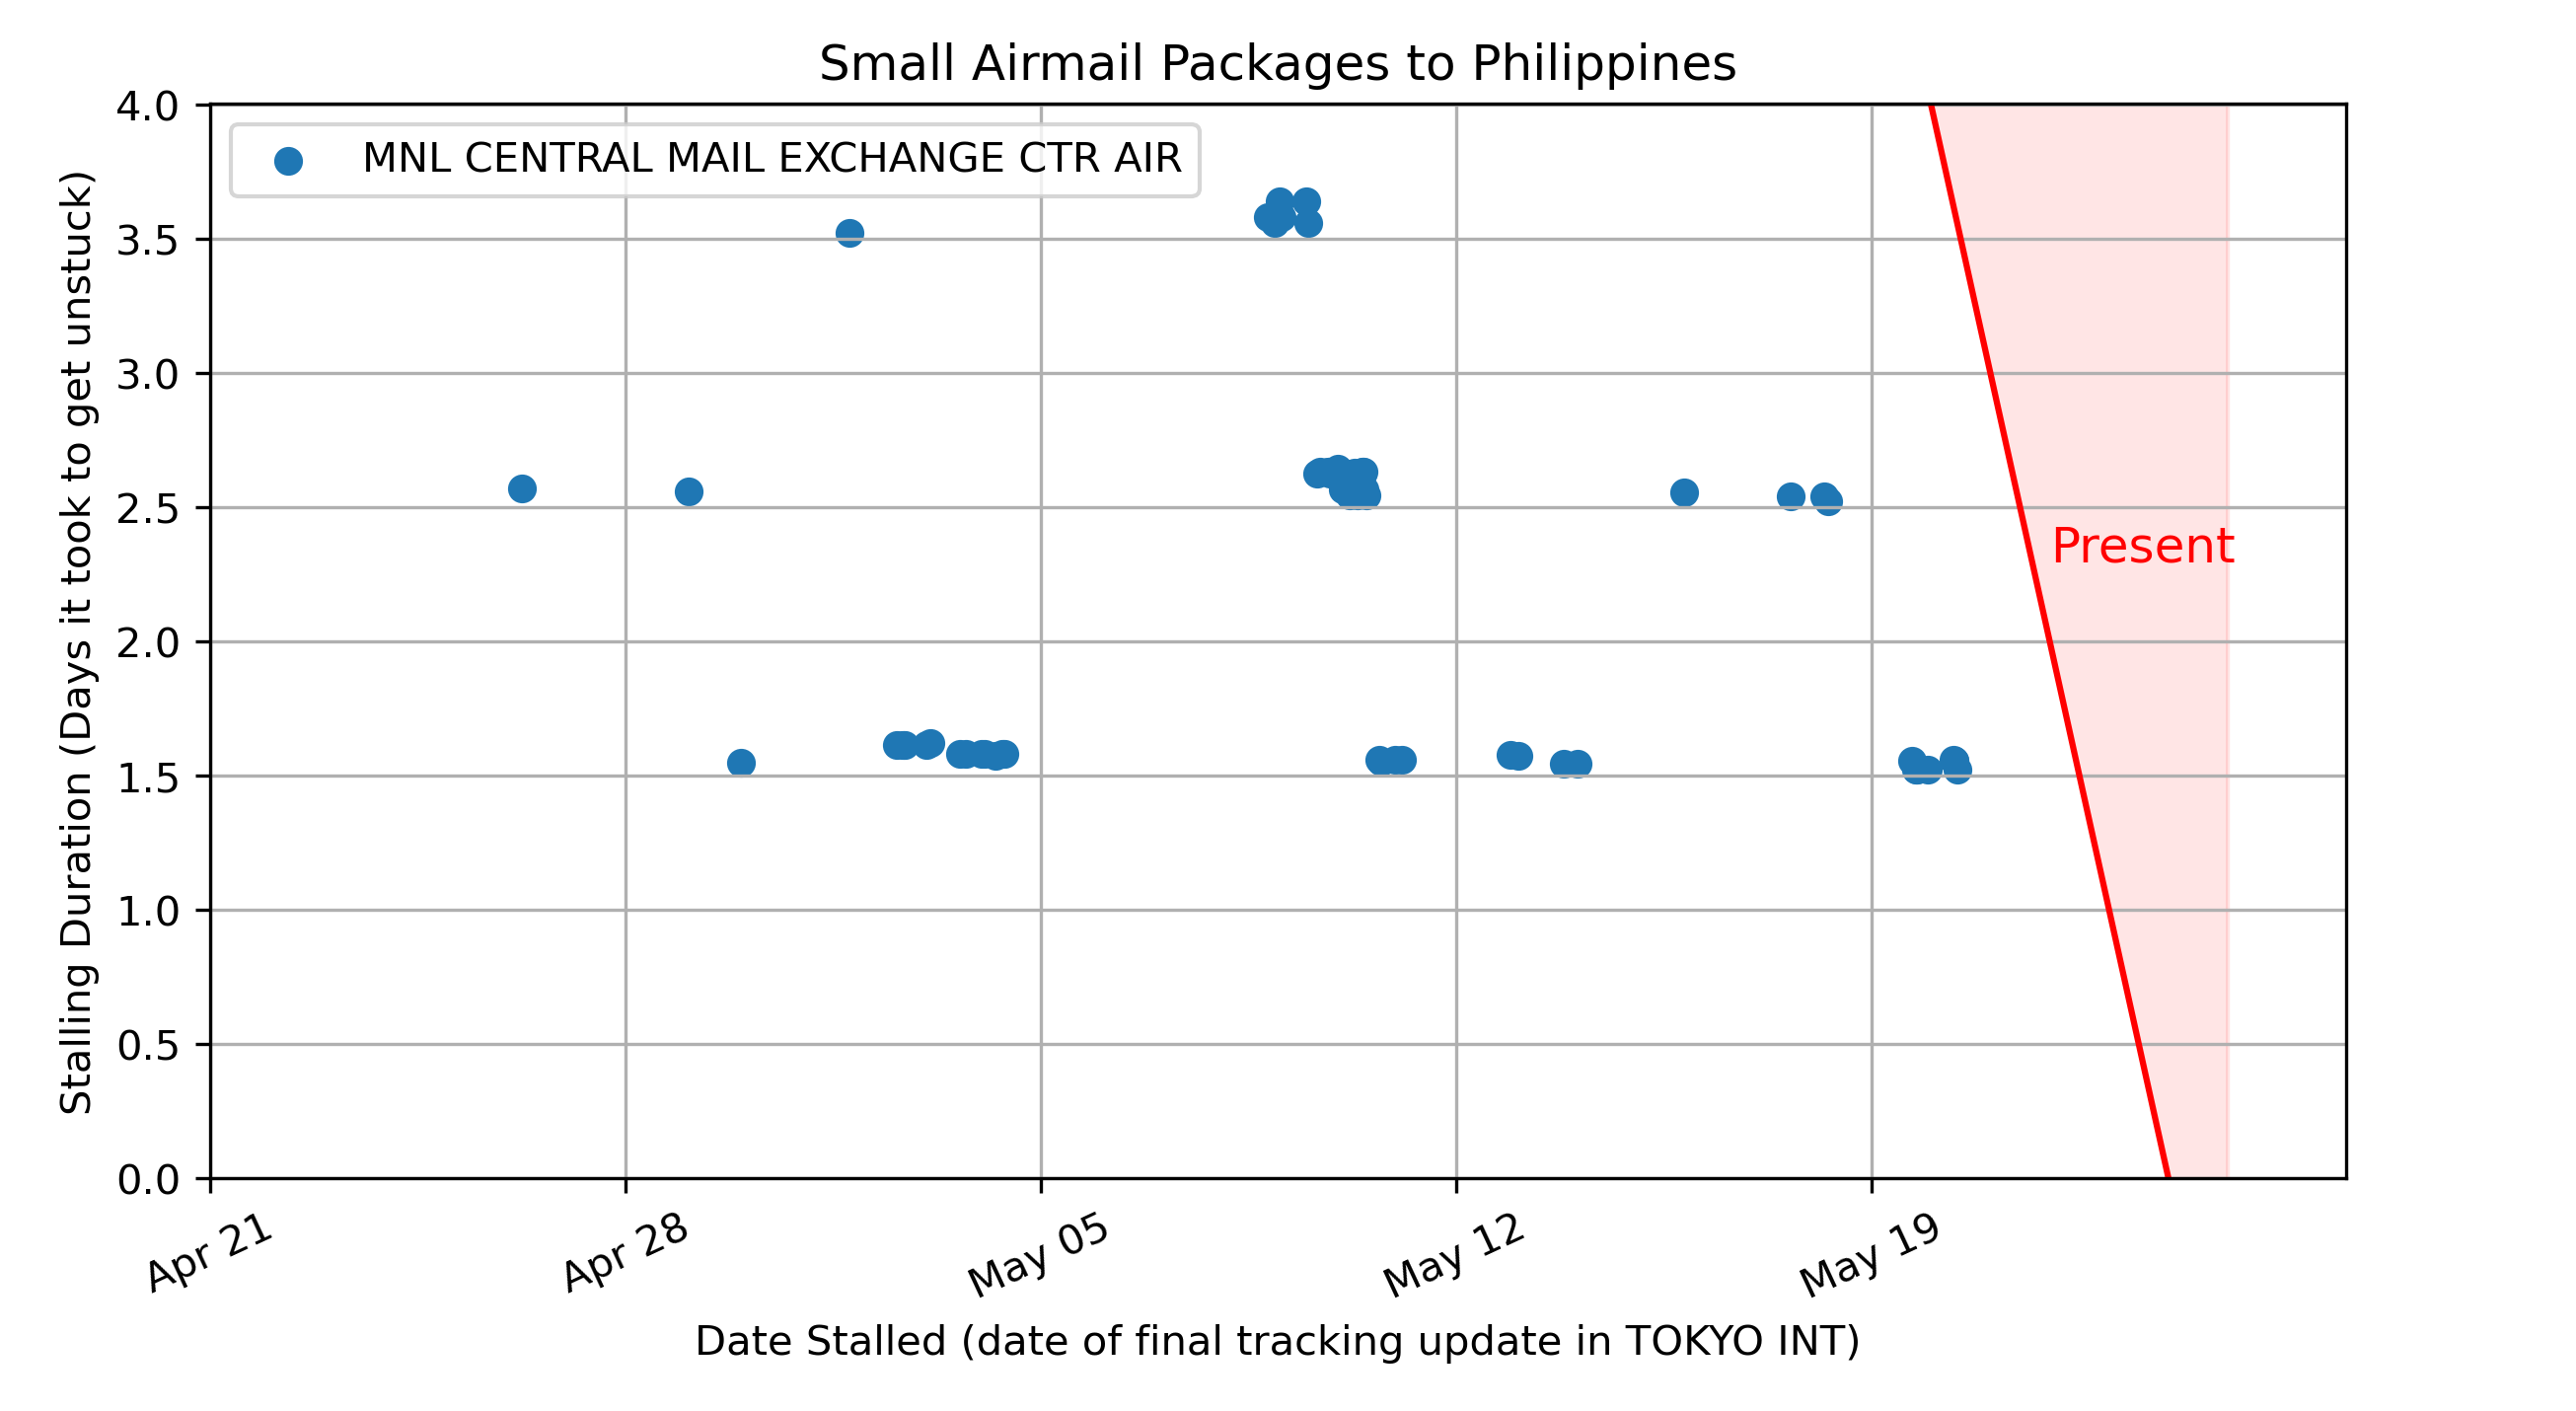 Small Airmail Packages to Philippines
MNL CENTRAL MAIL EXCHANGE CTR AIR
Stalling Duration (Days it took to get unstuck)
4.0
3.5
3.0
2.5
2.0
1.5
1.0
0.5
0.0
Present
Apr 21
Apr 28
May 05
May 12
May 19
Date Stalled (date of final tracking update in TOKYO INT)